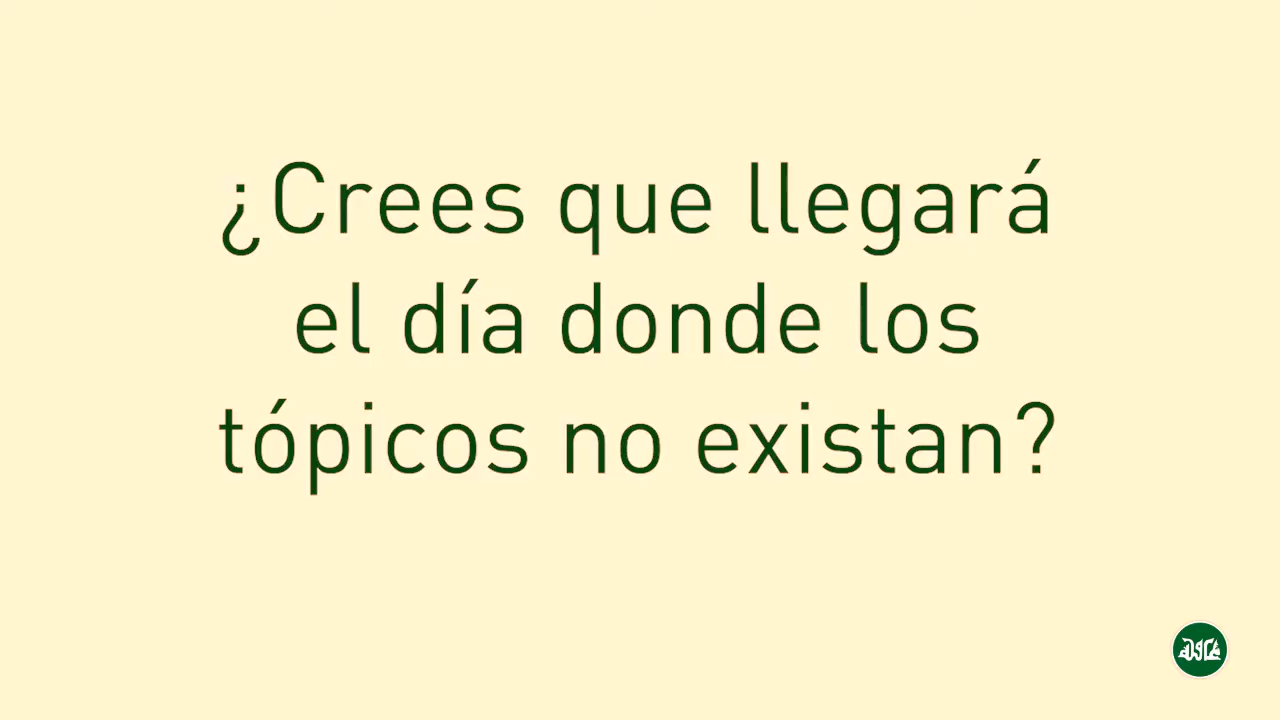 ¿Crees que llegará
el día donde los
tópicos no existan?